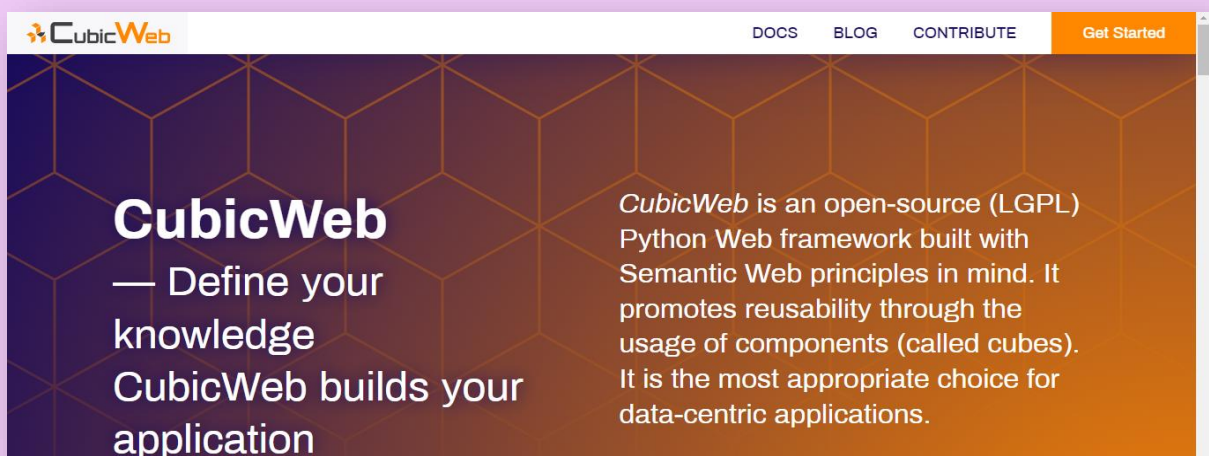 CubicWeb
DOCS BLOG CONTRIBUTE Get Started
CubicWeb
— Define your
knowledge
CubicWeb builds your
application
CubicWeb is an open-source (LGPL)
Python Web framework built with
Semantic Web principles in mind. It
promotes reusability through the
usage of components (called cubes).
It is the most appropriate choice for
data-centric applications.